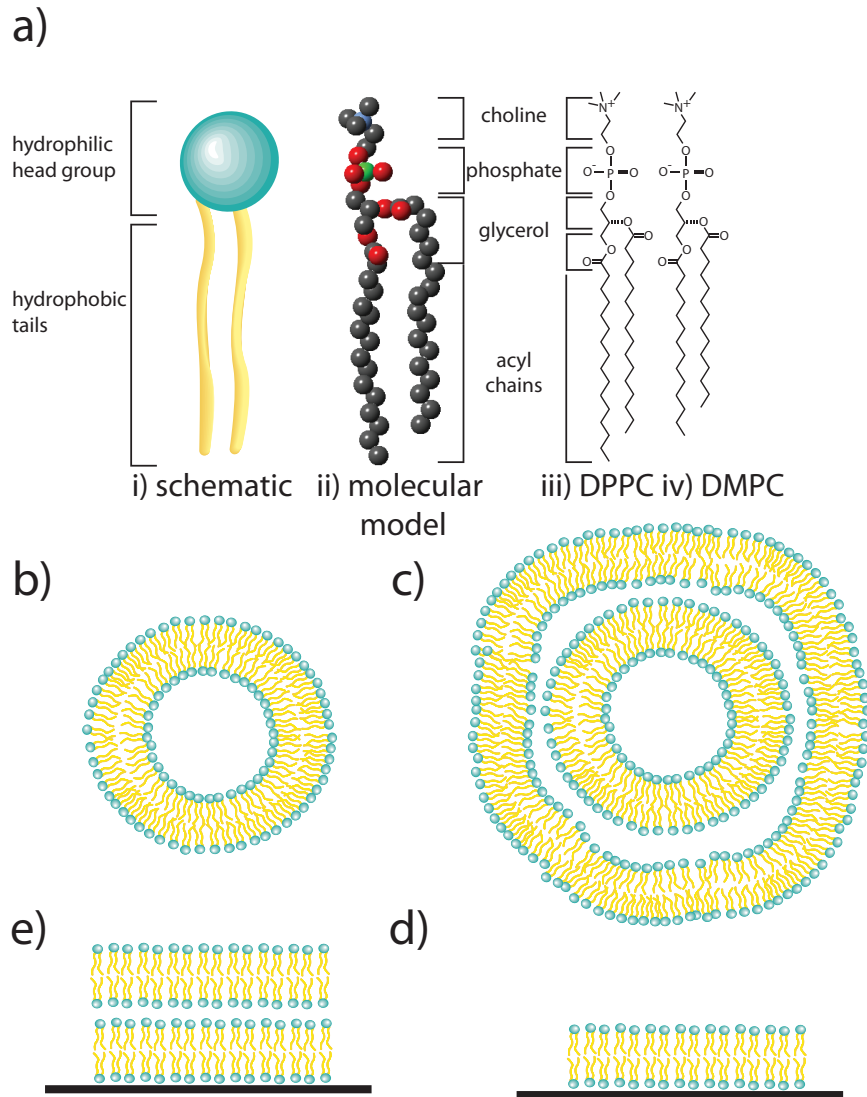 a)
hydrophilic
head group
hydrophobic
tails
choline
phosphate
glycerol
acyl
chains
N+
O
O- P O
O
O
O
O
O
N+
O
O- P O
O
O
O
O
O
i) schematic
ii) molecular
model
iii) DPPC
iv) DMPC
b)
c)
e)
d)